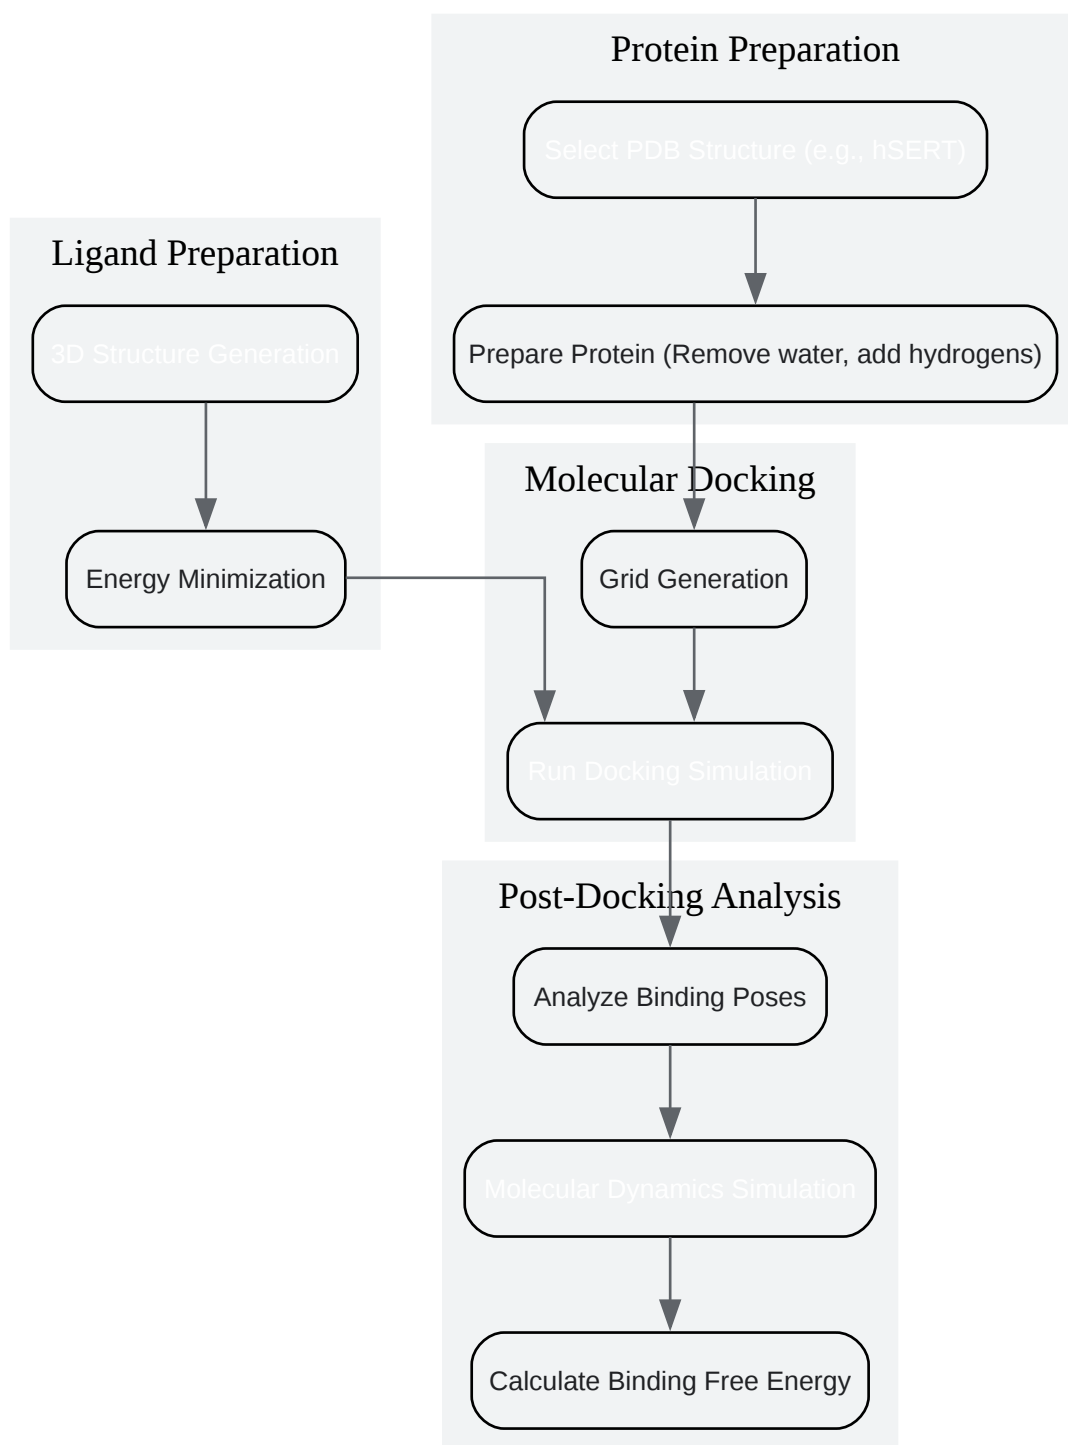 Protein Preparation
Select PDB Structure (e.g., hSERT)
Prepare Protein (Remove water, add hydrogens)
Ligand Preparation
3D Structure Generation
Energy Minimization
Molecular Docking
Grid Generation
Run Docking Simulation
Post-Docking Analysis
Analyze Binding Poses
Molecular Dynamics Simulation
Calculate Binding Free Energy